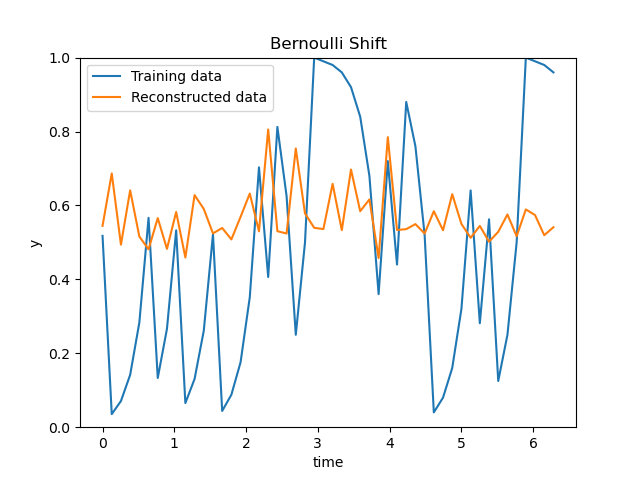 Bernoulli Shift
Training data
Reconstructed data
1.0
0.8
0.6
0.4
0.2
0.0
y
0 1 2 3 4 5 6
time